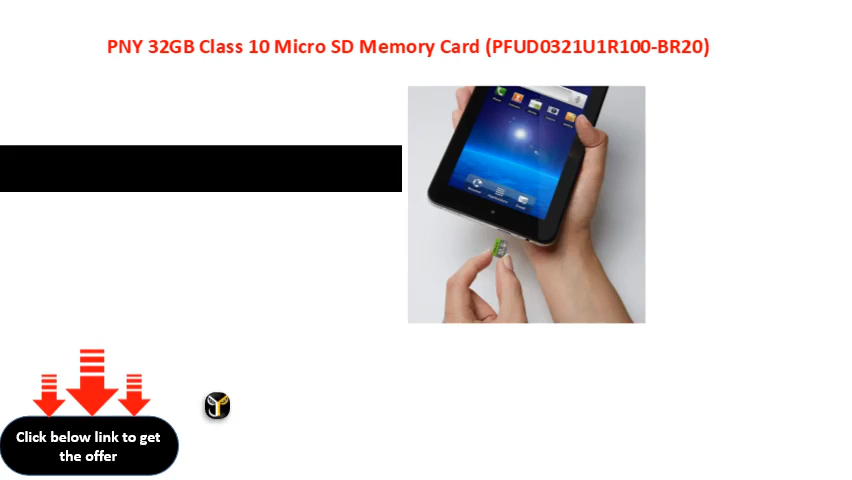 PNY 32GB Class 10 Micro SD Memory Card (PFUD0321U1R100-BR20)
Click below link to get
the offer